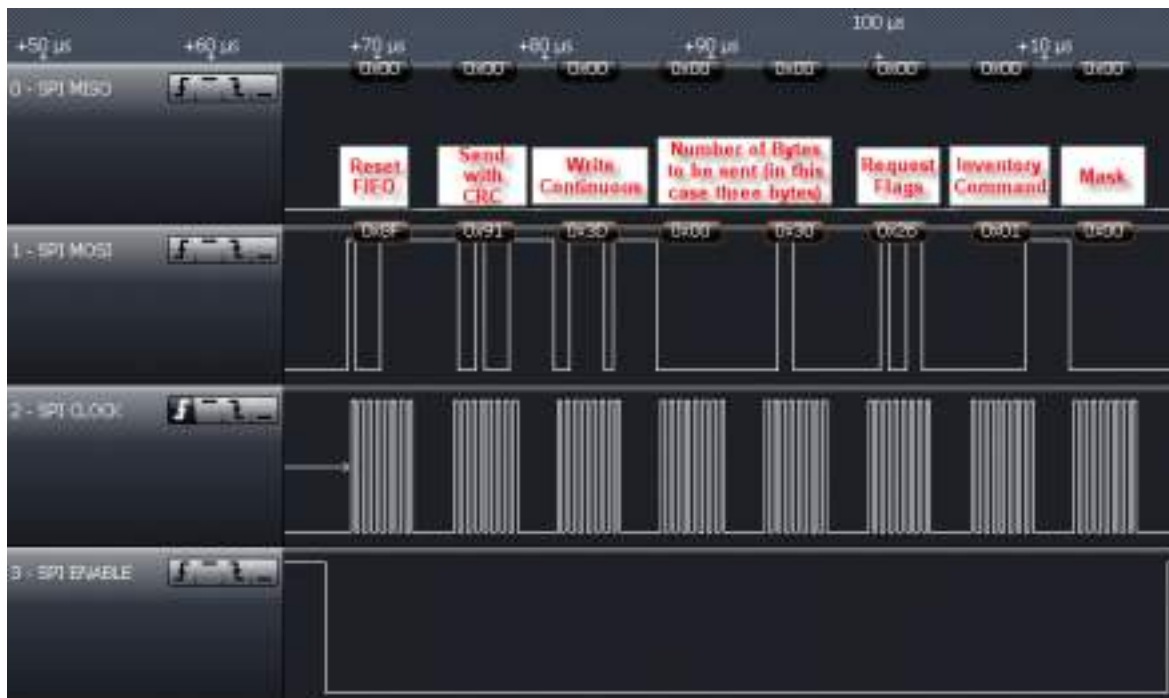 100 µs
+50 µs
+60 µs
+70 µs
+80 µs
+90 µs
+10 µs
0x00
0x00
0x00
0x00
0x00
0x00
0x00
0x00
0 - SPI MISO
Reset
FIFO
Send
with
CRC
Write
Continuous
Number of Bytes
to be sent (in this
case three bytes)
Request
Flags
Inventory
Command
Mask
0x8F
0x91
0x3D
0x00
0x30
0x26
0x01
0x00
1 - SPI MOSI
2 - SPI CLOCK
3 - SPI ENABLE